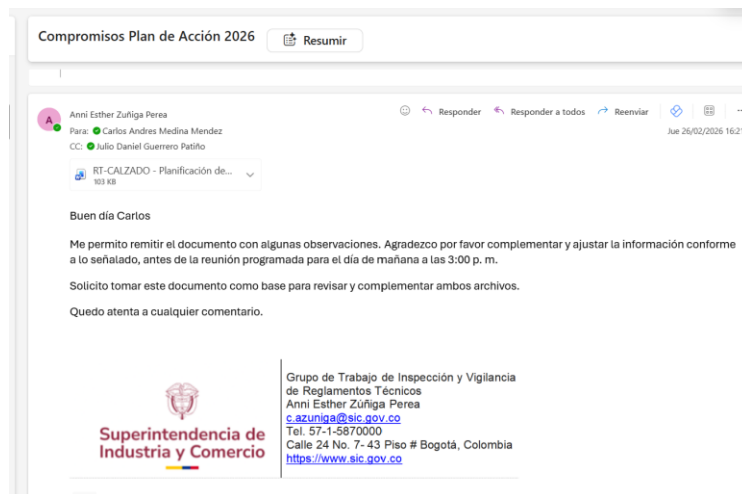 Compromisos Plan de Acción 2026
Resumir
A
Anni Esther Zuñiga Perea
Para: Carlos Andres Medina Mendez
CC: Julio Daniel Guerrero Patiño
Responder
Responder a todos
Reenviar
Jue 26/02/2026 16:21
RT-CALZADO - Planificación de...
103 KB
Buen día Carlos
Me permito remitir el documento con algunas observaciones. Agradezco por favor complementar y ajustar la información conforme
a lo señalado, antes de la reunión programada para el día de mañana a las 3:00 p. m.
Solicito tomar este documento como base para revisar y complementar ambos archivos.
Quedo atenta a cualquier comentario.
Superintendencia de
Industria y Comercio
Grupo de Trabajo de Inspección y Vigilancia
de Reglamentos Técnicos
Anni Esther Zúñiga Perea
c.azuniga@sic.gov.co
Tel. 57-1-5870000
Calle 24 No. 7- 43 Piso # Bogotá, Colombia
https://www.sic.gov.co